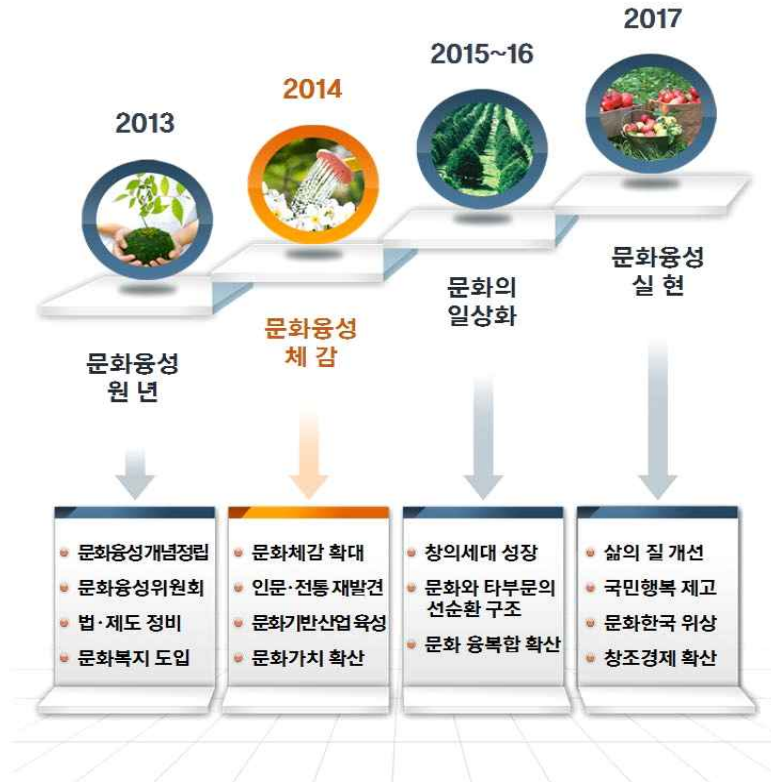 2013
2014
2015~16
2017
문화융성
원 년
문화융성
체 감
문화의
일상화
문화융성
실 현
문화융성개념정립
문화융성위원회
법·제도 정비
문화복지 도입
문화체감 확대
인문·전통 재발견
문화기반산업 육성
문화가치 확산
창의세대 성장
문화와 타부문의
선순환 구조
문화 융복합 확산
삶의 질 개선
국민행복 제고
문화한국 위상
창조경제 확산